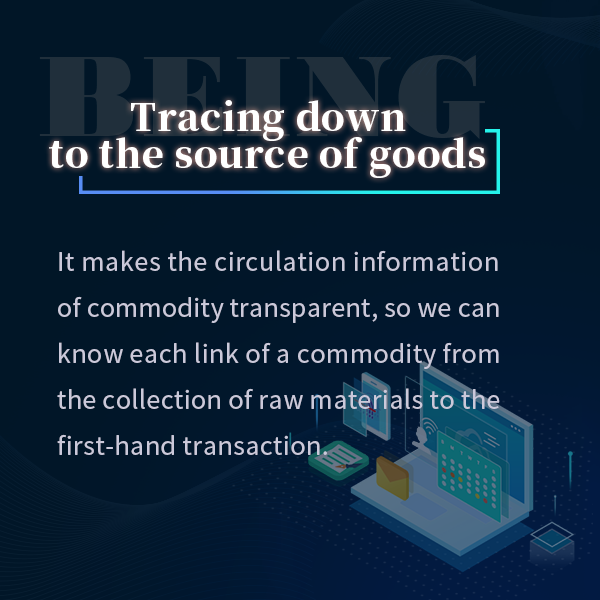 BEING
Tracing down
to the source of goods
It makes the circulation information
of commodity transparent, so we can
know each link of a commodity from
the collection of raw materials to the
first-hand transaction.